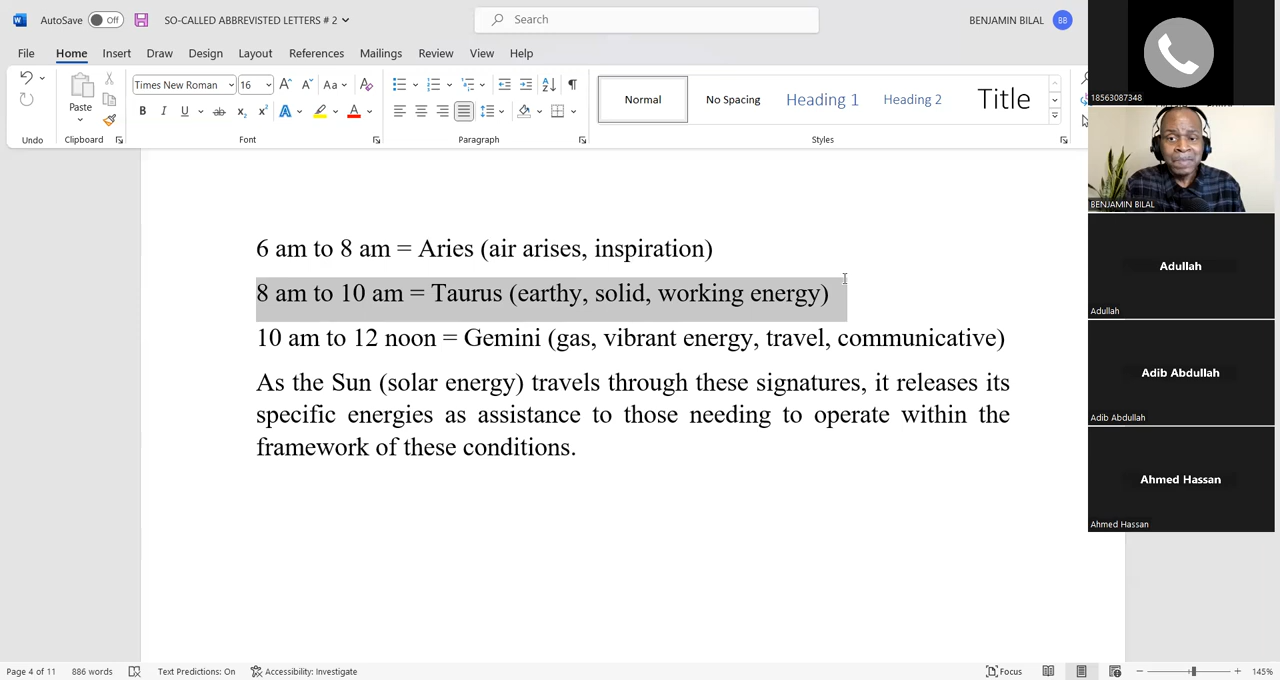 AutoSave Off SO-CALLED ABBREVISTED LETTERS # 2 Search BENJAMIN BILAL BB
File Home Insert Draw Design Layout References Mailings Review View Help
Times New Roman 16 Aa
Paste
B I U ab x₂ x² A A
Normal No Spacing Heading 1 Heading 2 Title
Undo Clipboard Font Paragraph Styles
6 am to 8 am = Aries (air arises, inspiration)
8 am to 10 am = Taurus (earthy, solid, working energy)
10 am to 12 noon = Gemini (gas, vibrant energy, travel, communicative)
As the Sun (solar energy) travels through these signatures, it releases its
specific energies as assistance to those needing to operate within the
framework of these conditions.
18563087348
BENJAMIN BILAL
Adullah
Adullah
Adib Abdullah
Adib Abdullah
Ahmed Hassan
Ahmed Hassan
Page 4 of 11 886 words Text Predictions: On Accessibility: Investigate Focus 145%